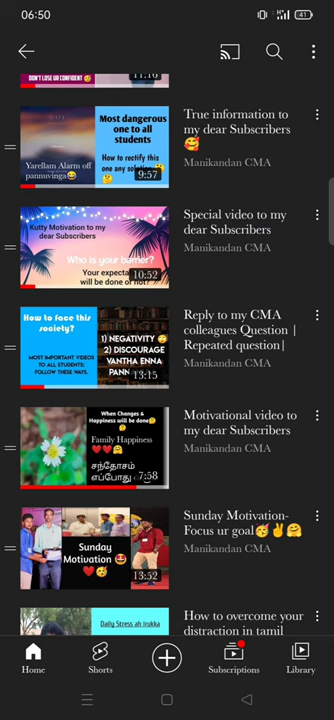 06:50
41
DON'T LOSE UR CONFIDENT
11:16
Most dangerous
one to all
students
Yarellam Alarm off
pannuvinga😂
How to rectify this
one any
🤔
9:57
True information to
my dear Subscribers
🥰
Manikandan CMA
Kutty Motivation to my
dear Subscribers
Who is your barrier?
Your
will be done or not?
10:52
Special video to my
dear Subscribers
Manikandan CMA
How to face this
society?
MOST IMPORTANT VIDEOS
TO ALL STUDENTS:
FOLLOW THESE WAYS.
1) NEGATIVITY 🙄
2) DISCOURAGE
VANTHA ENNA
13:15
Reply to my CMA
colleagues Question |
Repeated question|
Manikandan CMA
When Changes &
Happiness will be done🤔
🤔
Family Happiness
❤️❤️🤗
சந்தோசம்
எப்போது
7:58
Motivational video to
my dear Subscribers
Manikandan CMA
Sunday
Motivation 🤩
❤️🥳
13:52
Sunday Motivation-
Focus ur goal🥳✌️🤗
Manikandan CMA
Daily Stress ah irukka
How to overcome your
distraction in tamil
Home
Shorts
Subscriptions
Library